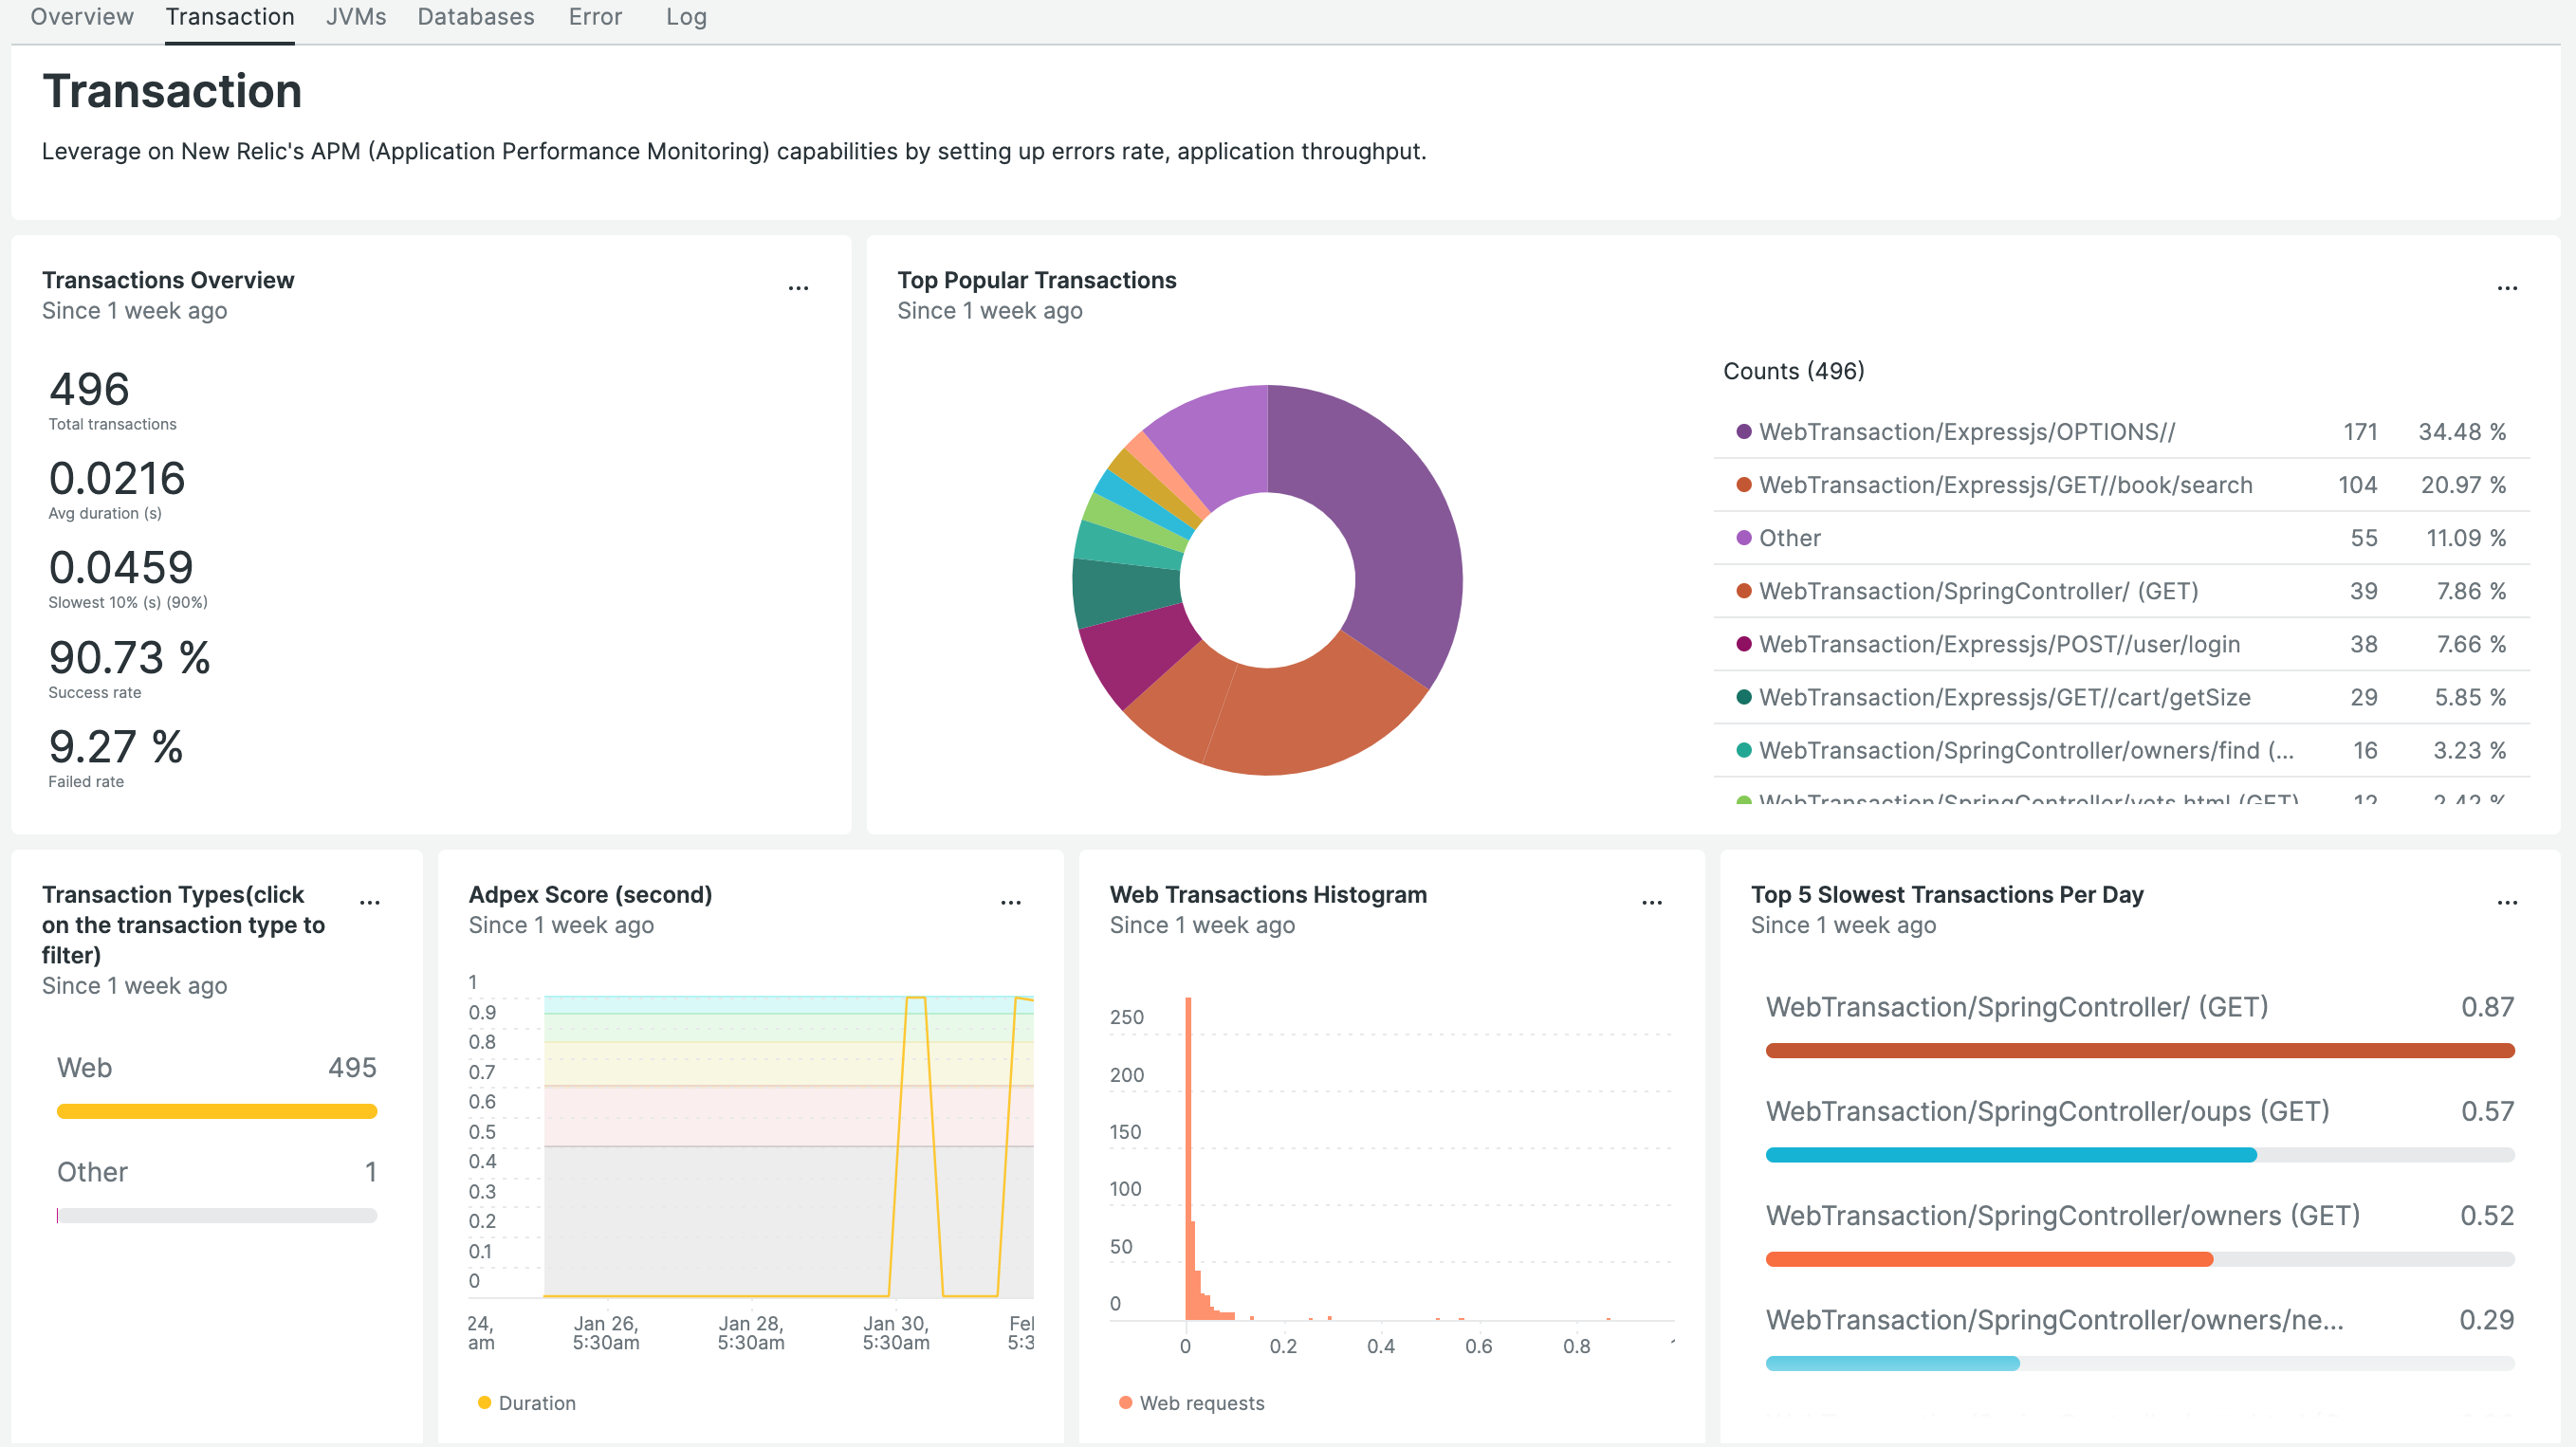 Overview Transaction JVMs Databases Error Log
Transaction
Leverage on New Relic's APM (Application Performance Monitoring) capabilities by setting up errors rate, application throughput.
Transactions Overview
Since 1 week ago
...
496
Total transactions
0.0216
Avg duration (s)
0.0459
Slowest 10% (s) (90%)
90.73 %
Success rate
9.27 %
Failed rate
Top Popular Transactions
Since 1 week ago
...
Counts (496)
WebTransaction/Expressjs/OPTIONS// 171 34.48 %
WebTransaction/Expressjs/GET//book/search 104 20.97 %
Other 55 11.09 %
WebTransaction/SpringController/ (GET) 39 7.86 %
WebTransaction/Expressjs/POST//user/login 38 7.66 %
WebTransaction/Expressjs/GET//cart/getSize 29 5.85 %
WebTransaction/SpringController/owners/find (... 16 3.23 %
WebTransaction/SpringController/vets.html (GET) 12 2.42 %
Transaction Types(click
on the transaction type to
filter)
Since 1 week ago
...
Web 495
Other 1
Adpex Score (second)
Since 1 week ago
...
1
0.9
0.8
0.7
0.6
0.5
0.4
0.3
0.2
0.1
0
24, Jan 26, Jan 28, Jan 30, Fel
am 5:30am 5:30am 5:30am 5:3
Duration
Web Transactions Histogram
Since 1 week ago
...
250
200
150
100
50
0
0 0.2 0.4 0.6 0.8
Web requests
Top 5 Slowest Transactions Per Day
Since 1 week ago
...
WebTransaction/SpringController/ (GET) 0.87
WebTransaction/SpringController/oups (GET) 0.57
WebTransaction/SpringController/owners (GET) 0.52
WebTransaction/SpringController/owners/ne... 0.29